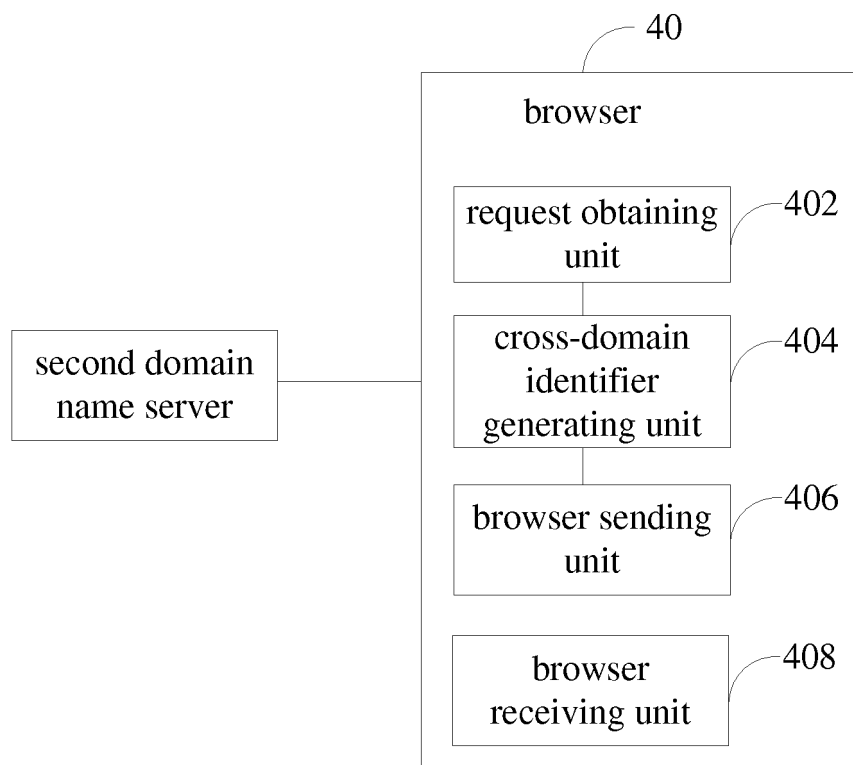 40
browser
request obtaining
unit
402
cross-domain
identifier
generating unit
404
second domain
name server
browser sending
unit
406
browser
receiving unit
408